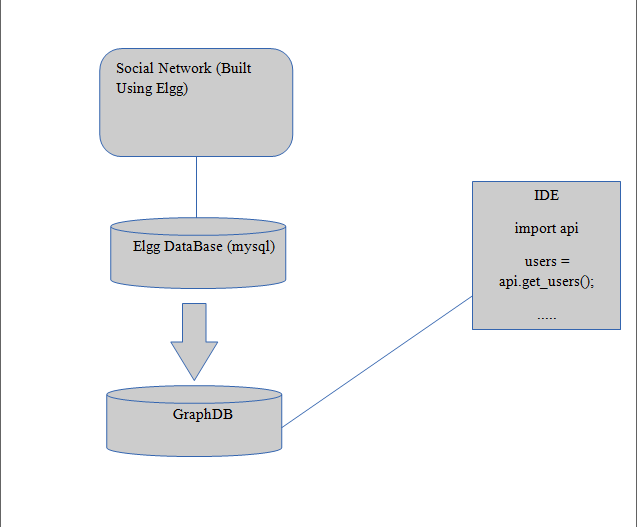 Social Network (Built
Using Elgg)
Elgg DataBase (mysql)
GraphDB
IDE
import api
users =
api.get_users();
.....